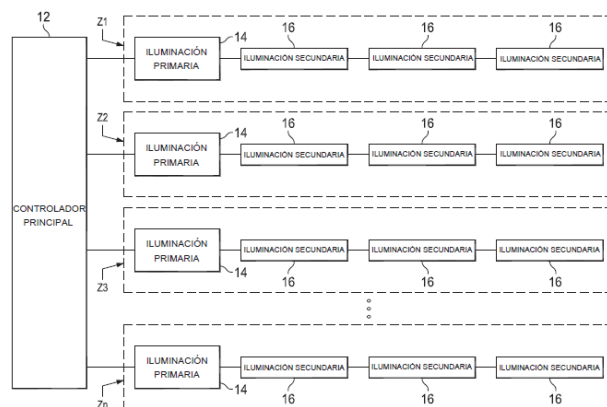 12
CONTROLADOR
PRINCIPAL
Z1
ILUMINACIÓN
PRIMARIA
14
16
ILUMINACIÓN SECUNDARIA
16
ILUMINACIÓN SECUNDARIA
16
ILUMINACIÓN SECUNDARIA
Z2
ILUMINACIÓN
PRIMARIA
14
16
ILUMINACIÓN SECUNDARIA
16
ILUMINACIÓN SECUNDARIA
16
ILUMINACIÓN SECUNDARIA
Z3
ILUMINACIÓN
PRIMARIA
14
ILUMINACIÓN SECUNDARIA
16
ILUMINACIÓN SECUNDARIA
16
ILUMINACIÓN SECUNDARIA
16
Zn
ILUMINACIÓN
PRIMARIA
14
ILUMINACIÓN SECUNDARIA
16
ILUMINACIÓN SECUNDARIA
16
ILUMINACIÓN SECUNDARIA
16